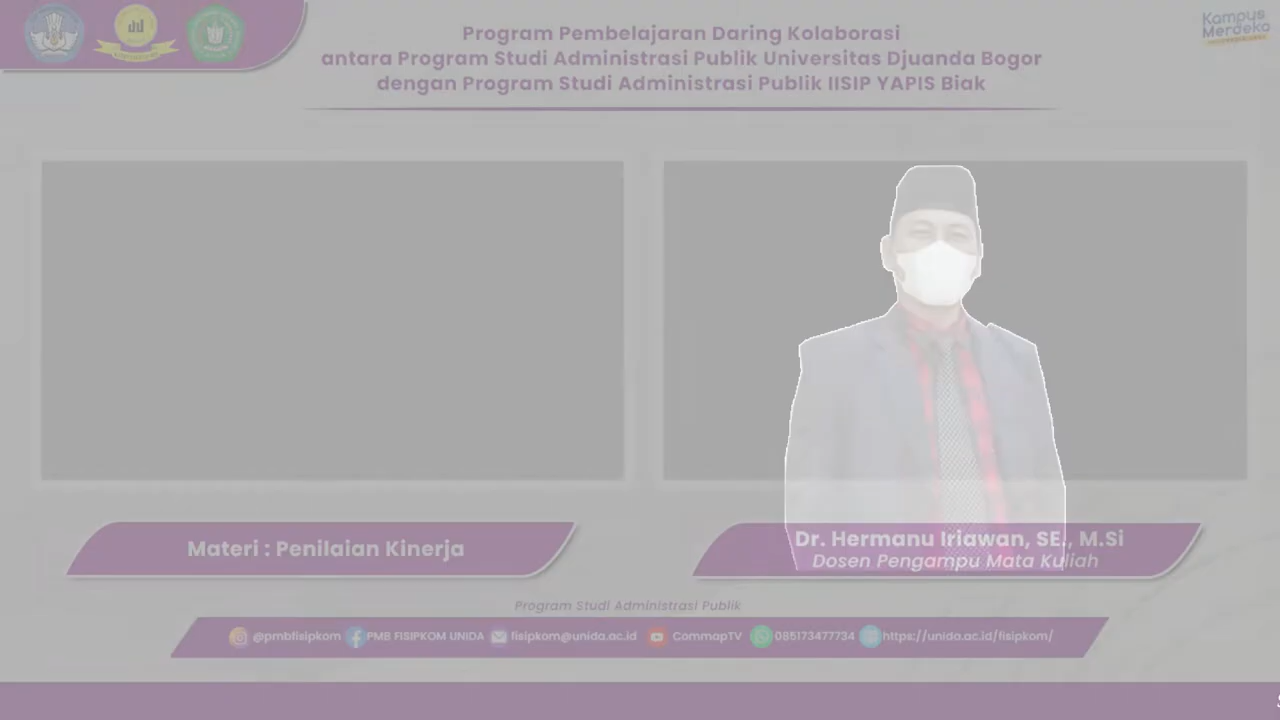 Program Pembelajaran Daring Kolaborasi
antara Program Studi Administrasi Publik Universitas Djuanda Bogor
dengan Program Studi Administrasi Publik IISIP YAPIS Biak
Kampus
Merdeka
Materi : Penilaian Kinerja
Dr. Hermanu Iriawan, SE., M.Si
Dosen Pengampu Mata Kuliah
Program Studi Administrasi Publik
@pmbfisipkom PMB FISIPKOM UNIDA fisipkom@unida.ac.id CommapTV 085173477734 https://unida.ac.id/fisipkom/